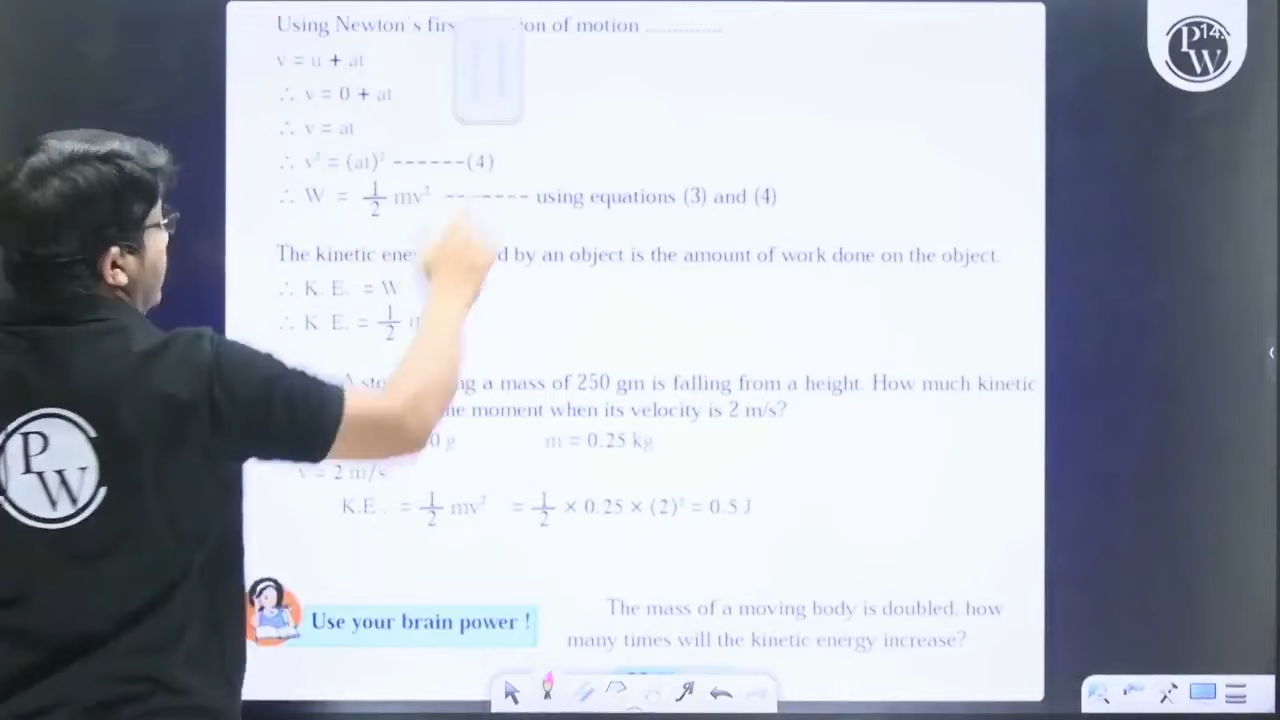 Using Newton's ion of motion
v = u + at
∴ v = 0 + at
∴ v = at
∴ v² = (at)² ------(4)
∴ W = 1/2 mv² -------- using equations (3) and (4)
The kinetic by an object is the amount of work done on the object.
∴ K. E. = W
∴ K. E. = 1/2
a mass of 250 gm is falling from a height. How much kinetic
moment when its velocity is 2 m/s?
g m = 0.25 kg
v = 2 m/s
K.E. = 1/2 mv² = 1/2 × 0.25 × (2)² = 0.5 J
Use your brain power !
The mass of a moving body is doubled, how
many times will the kinetic energy increase?
PW
14
PW